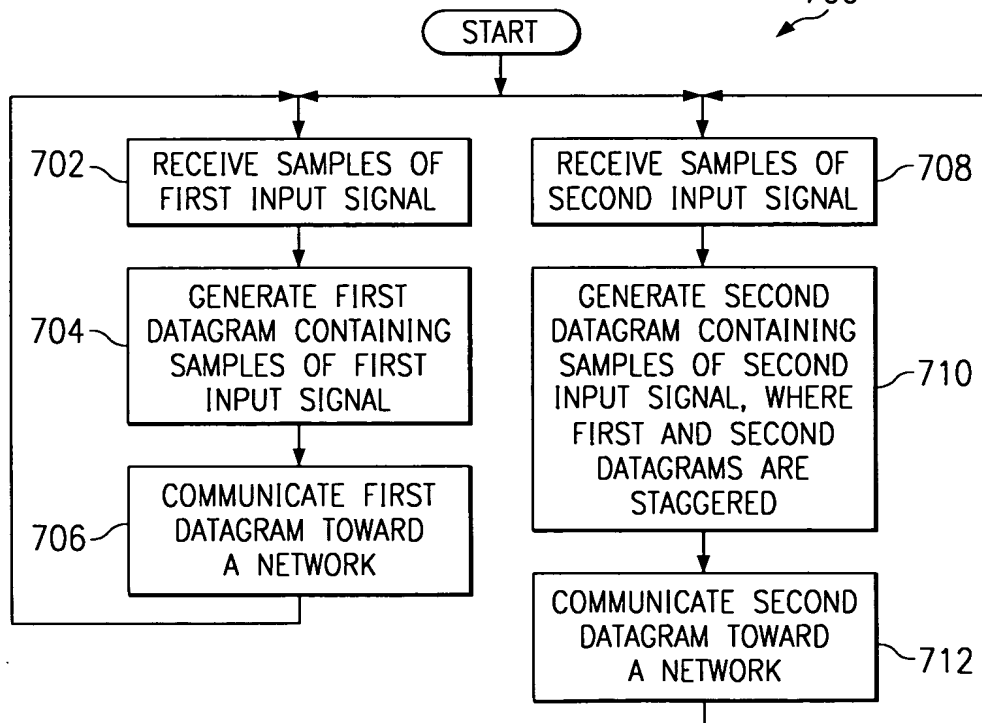 START
702
RECEIVE SAMPLES OF
FIRST INPUT SIGNAL
704
GENERATE FIRST
DATAGRAM CONTAINING
SAMPLES OF FIRST
INPUT SIGNAL
706
COMMUNICATE FIRST
DATAGRAM TOWARD
A NETWORK
RECEIVE SAMPLES OF
SECOND INPUT SIGNAL
708
GENERATE SECOND
DATAGRAM CONTAINING
SAMPLES OF SECOND
INPUT SIGNAL, WHERE
FIRST AND SECOND
DATAGRAMS ARE
STAGGERED
710
COMMUNICATE SECOND
DATAGRAM TOWARD
A NETWORK
712